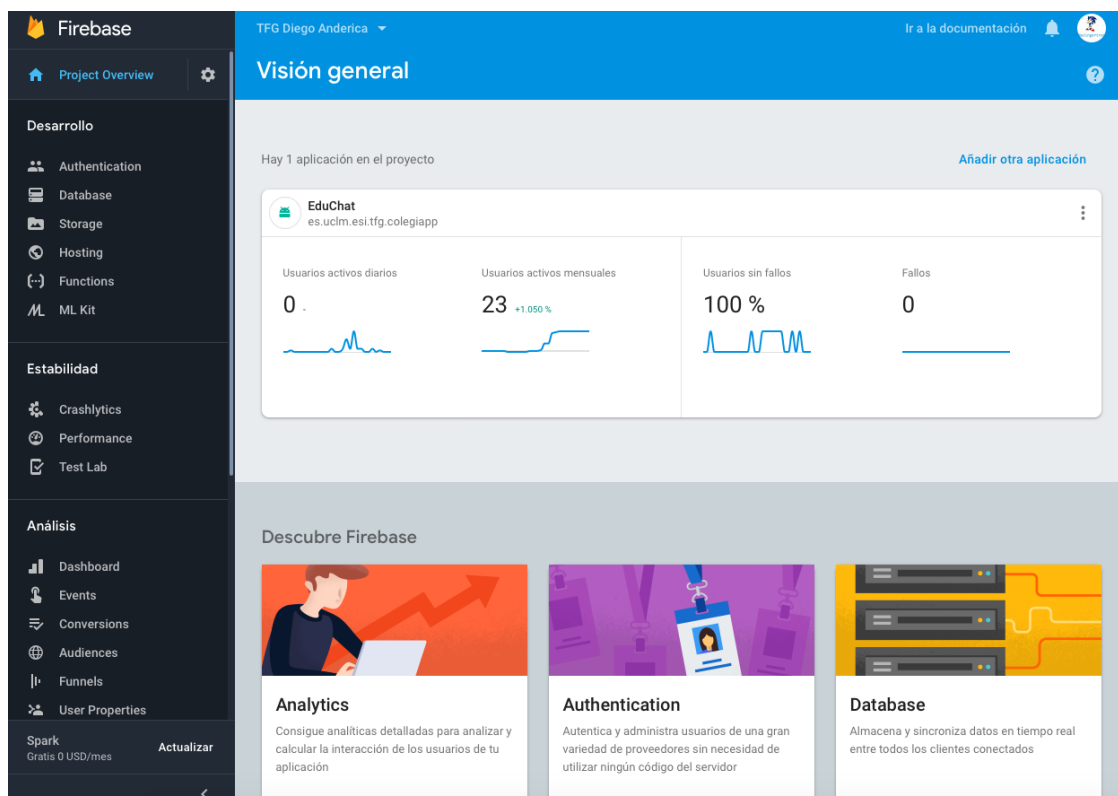 Firebase
TFG Diego Anderica
Ir a la documentación
Project Overview
Visión general
?
Desarrollo
Authentication
Database
Storage
Hosting
Functions
ML Kit
Estabilidad
Crashlytics
Performance
Test Lab
Análisis
Dashboard
Events
Conversions
Audiences
Funnels
User Properties
Spark
Gratis 0 USD/mes
Actualizar
Hay 1 aplicación en el proyecto
Añadir otra aplicación
EduChat
es.uclm.esi.tfg.colegiapp
Usuarios activos diarios
0 -
Usuarios activos mensuales
23 +1.050 %
Usuarios sin fallos
100 %
Fallos
0
Descubre Firebase
Analytics
Consigue analíticas detalladas para analizar y
calcular la interacción de los usuarios de tu
aplicación
Authentication
Autentica y administra usuarios de una gran
variedad de proveedores sin necesidad de
utilizar ningún código del servidor
Database
Almacena y sincroniza datos en tiempo real
entre todos los clientes conectados